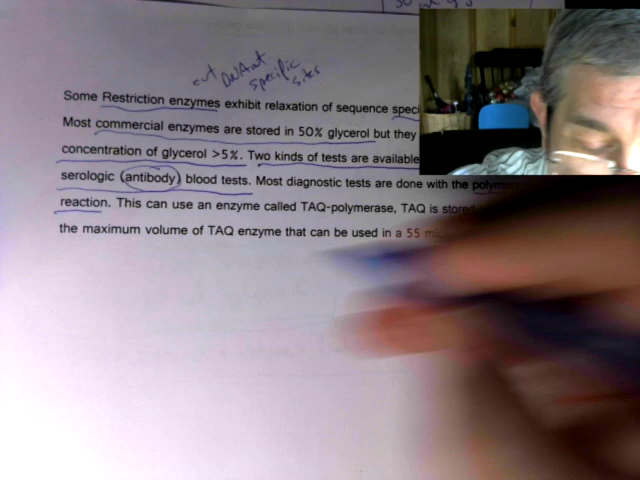 cut DNA at
specific
sites
Some Restriction enzymes exhibit relaxation of sequence speci
Most commercial enzymes are stored in 50% glycerol but they
concentration of glycerol >5%. Two kinds of tests are available
serologic (antibody) blood tests. Most diagnostic tests are done with the polym
reaction. This can use an enzyme called TAQ-polymerase, TAQ is stored
the maximum volume of TAQ enzyme that can be used in a 55